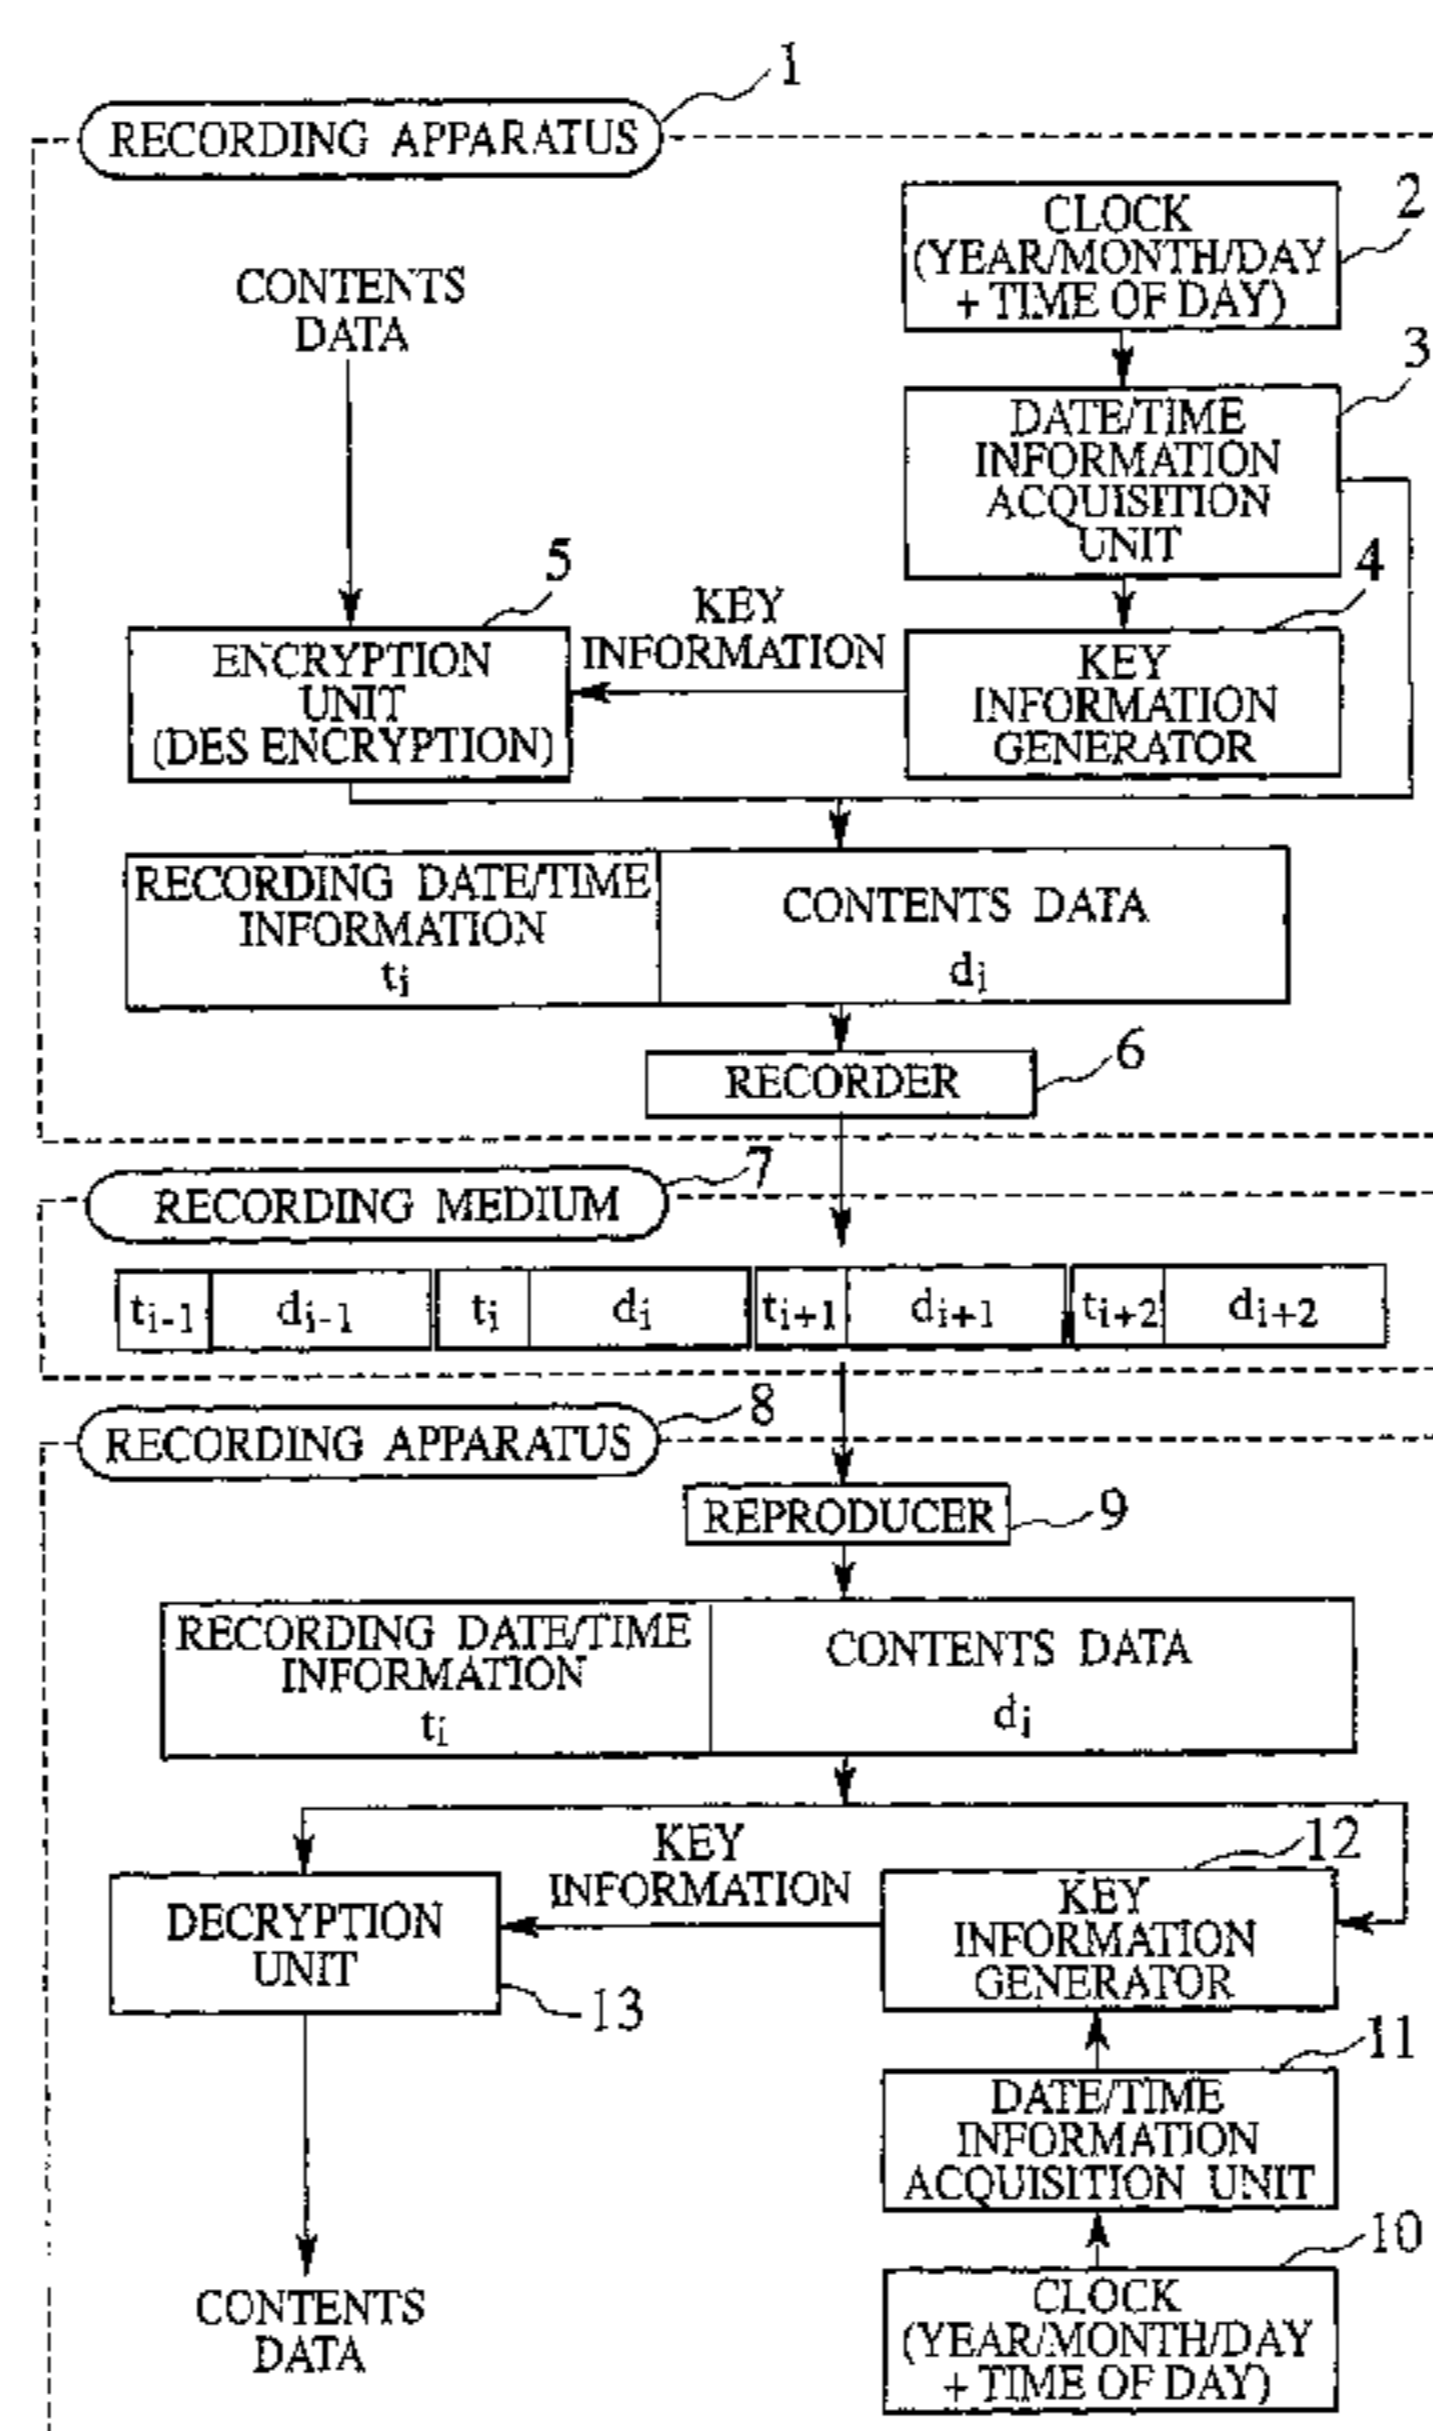 1
RECORDING APPARATUS
2
CLOCK
(YEAR/MONTH/DAY
+ TIME OF DAY)
CONTENTS
DATA
3
DATE/TIME
INFORMATION
ACQUISITION
UNIT
5
4
KEY
INFORMATION
ENCRYPTION
UNIT
(DES ENCRYPTION)
KEY
INFORMATION
GENERATOR
RECORDING DATE/TIME
INFORMATION
ti
CONTENTS DATA
di
RECORDER
6
7
RECORDING MEDIUM
ti-1 di-1 ti di ti+1 di+1 ti+2 di+2
8
RECORDING APPARATUS
REPRODUCER
9
RECORDING DATE/TIME
INFORMATION
ti
CONTENTS DATA
di
12
KEY
INFORMATION
DECRYPTION
UNIT
13
KEY
INFORMATION
GENERATOR
11
DATE/TIME
INFORMATION
ACQUISITION UNIT
10
CLOCK
(YEAR/MONTH/DAY
+ TIME OF DAY)
CONTENTS
DATA